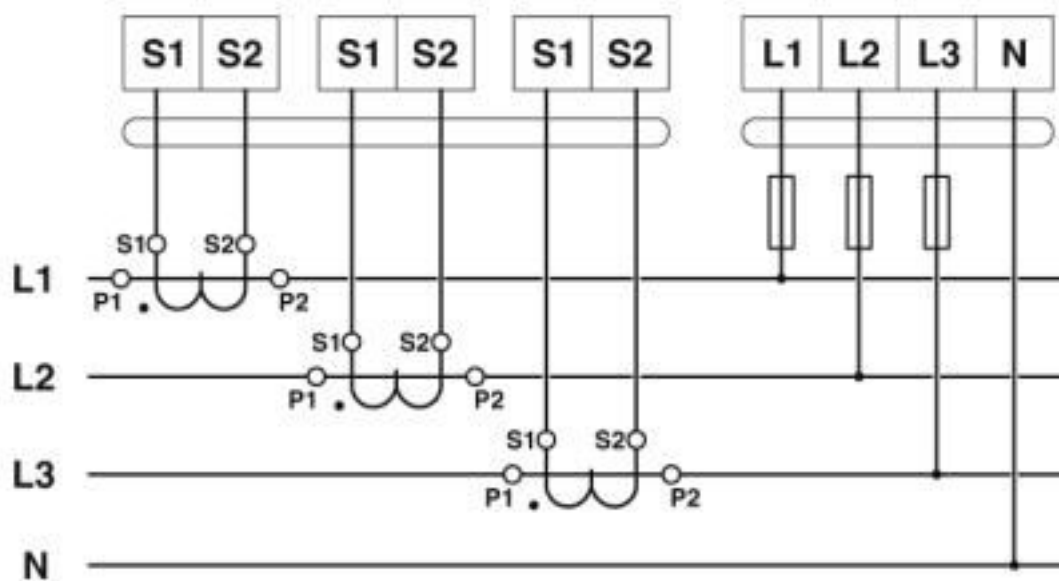 S1 S2 S1 S2 S1 S2 L1 L2 L3 N
S1 S2
L1
P1 P2
S1 S2
L2
P1 P2
S1 S2
L3
P1 P2
N